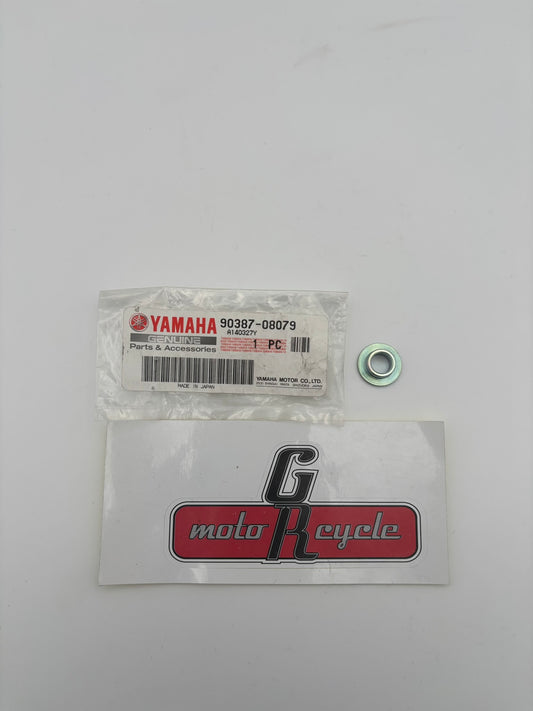 YAMAHA 90387-08079
GENUINE A140327Y
Parts & Accessories 1 PC
MADE IN JAPAN YAMAHA MOTOR CO., LTD.
G
moto R cycle